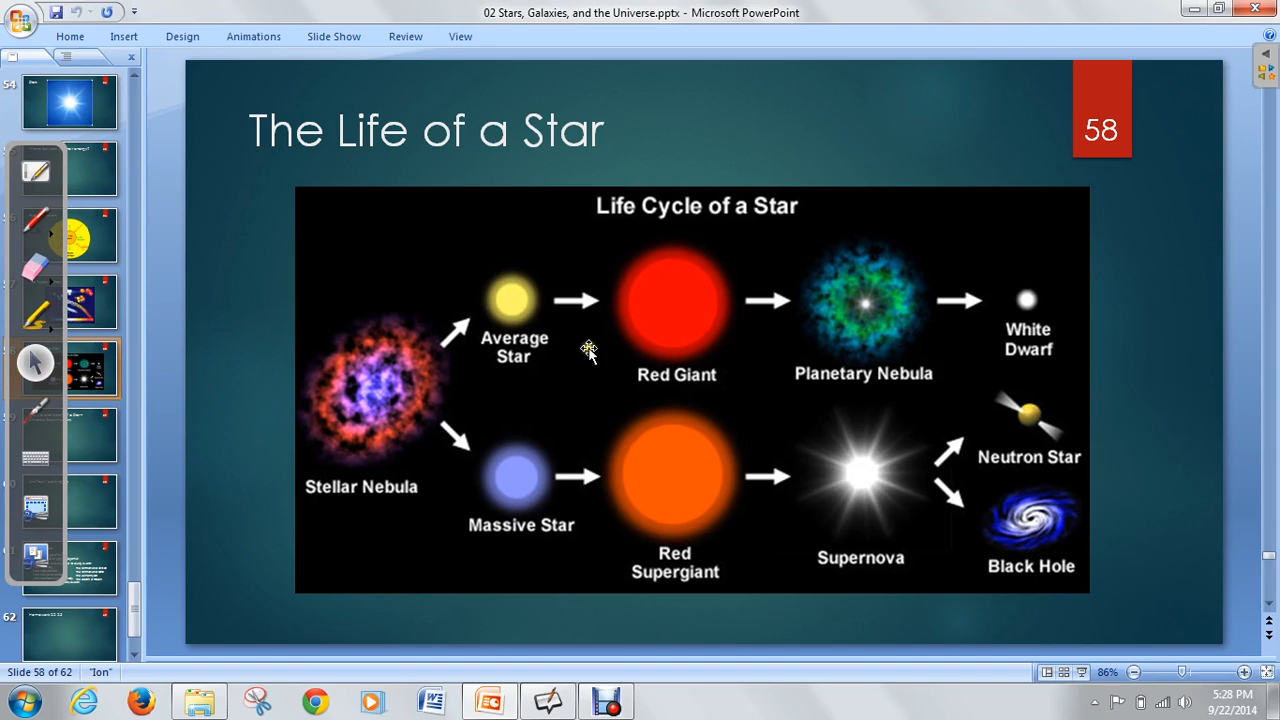 02 Stars, Galaxies, and the Universe.pptx - Microsoft PowerPoint
Home Insert Design Animations Slide Show Review View
54
62
The Life of a Star
58
Life Cycle of a Star
Average
Star
Red Giant
Planetary Nebula
White
Dwarf
Stellar Nebula
Massive Star
Red
Supergiant
Supernova
Neutron Star
Black Hole
Slide 58 of 62 "Ion" 86%
5:28 PM
9/22/2014